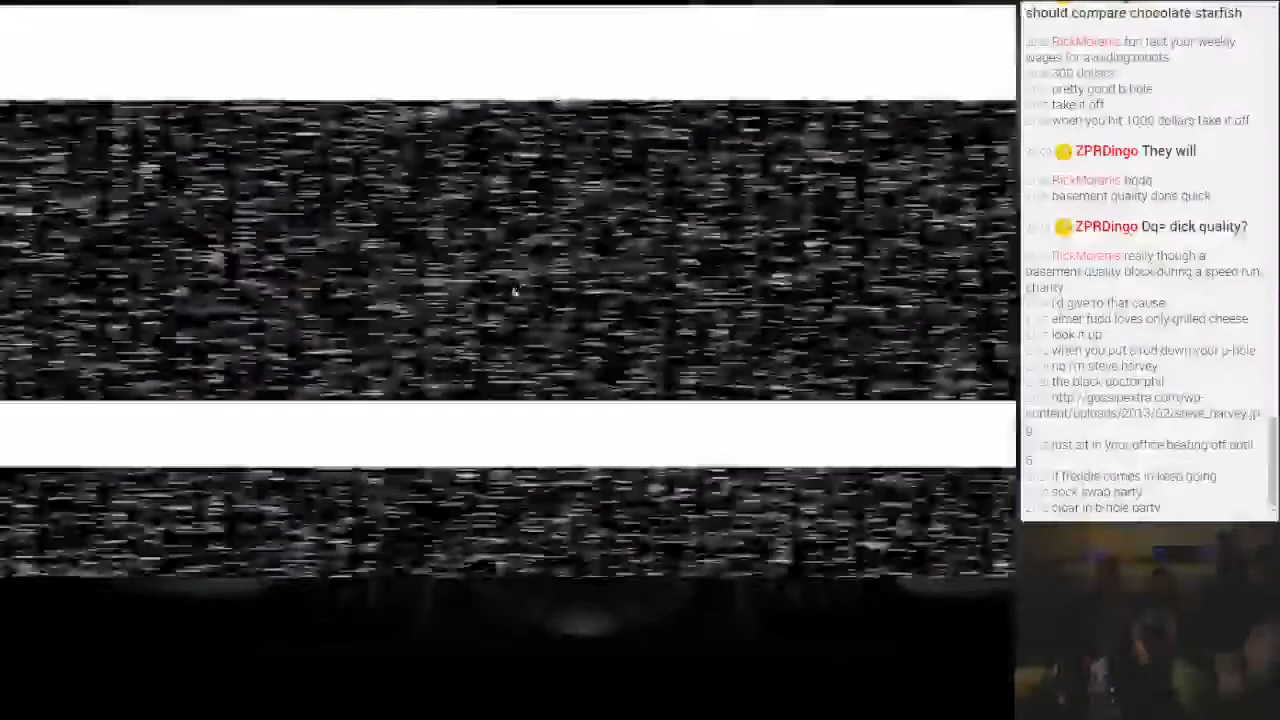 should compare chocolate starfish
RickMoranis fun fact your weekly
wages for avoiding robots
300 dollars
pretty good b hole
take it off
when you hit 1000 dollars take it off
ZPRDingo They will
RickMoranis bqdq
basement quality dons quick
ZPRDingo Dq= dick quality?
RickMoranis really though a
basement quality block during a speed run
charity
i'd give to that cause
elmer fudd loves only grilled cheese
look it up
when you put a rod down your p-hole
steve harvey
the black doctor phil
http://gossipextra.com/wp-
content/uploads/2013/02/steve_harvey.jp
g
just sit in your office beating off until
6
if freddie comes in keep going
sock swap party
cigar in b-hole party